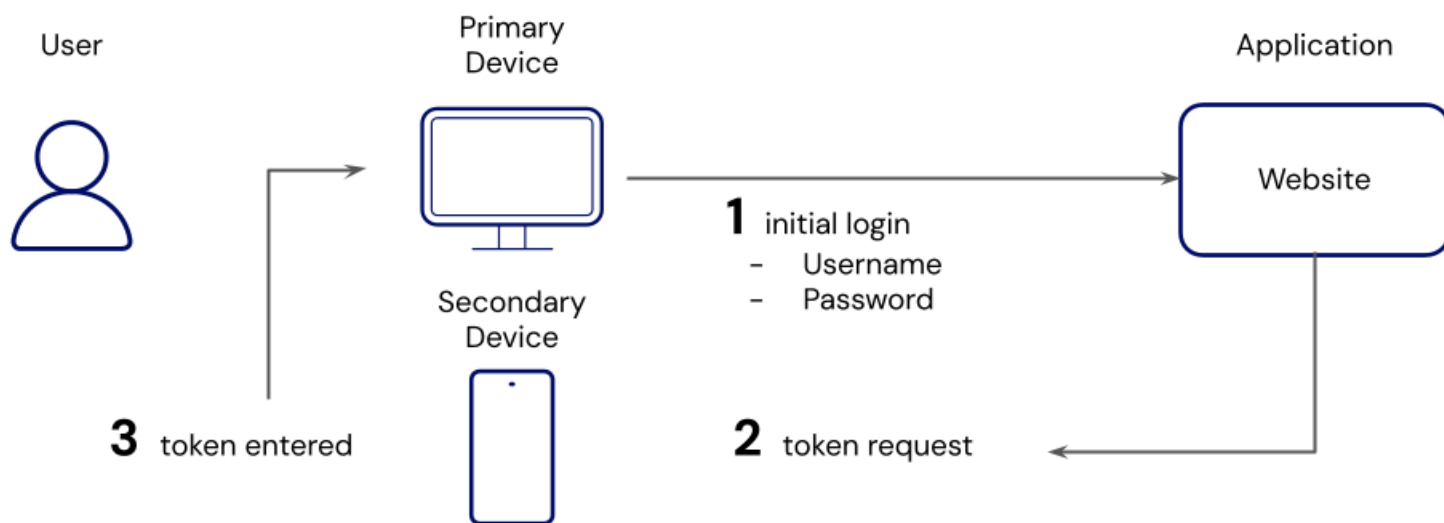 User
Primary
Device
Application
Website
1 initial login
- Username
- Password
Secondary
Device
3 token entered
2 token request